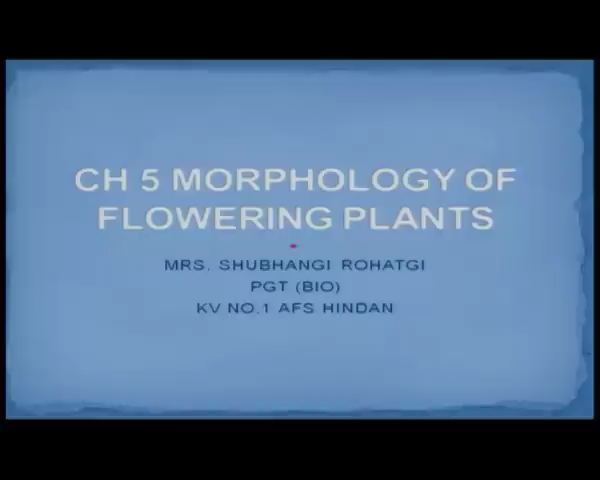 CH 5 MORPHOLOGY OF
FLOWERING PLANTS
MRS. SHUBHANGI ROHATGI
PGT (BIO)
KV NO.1 AFS HINDAN